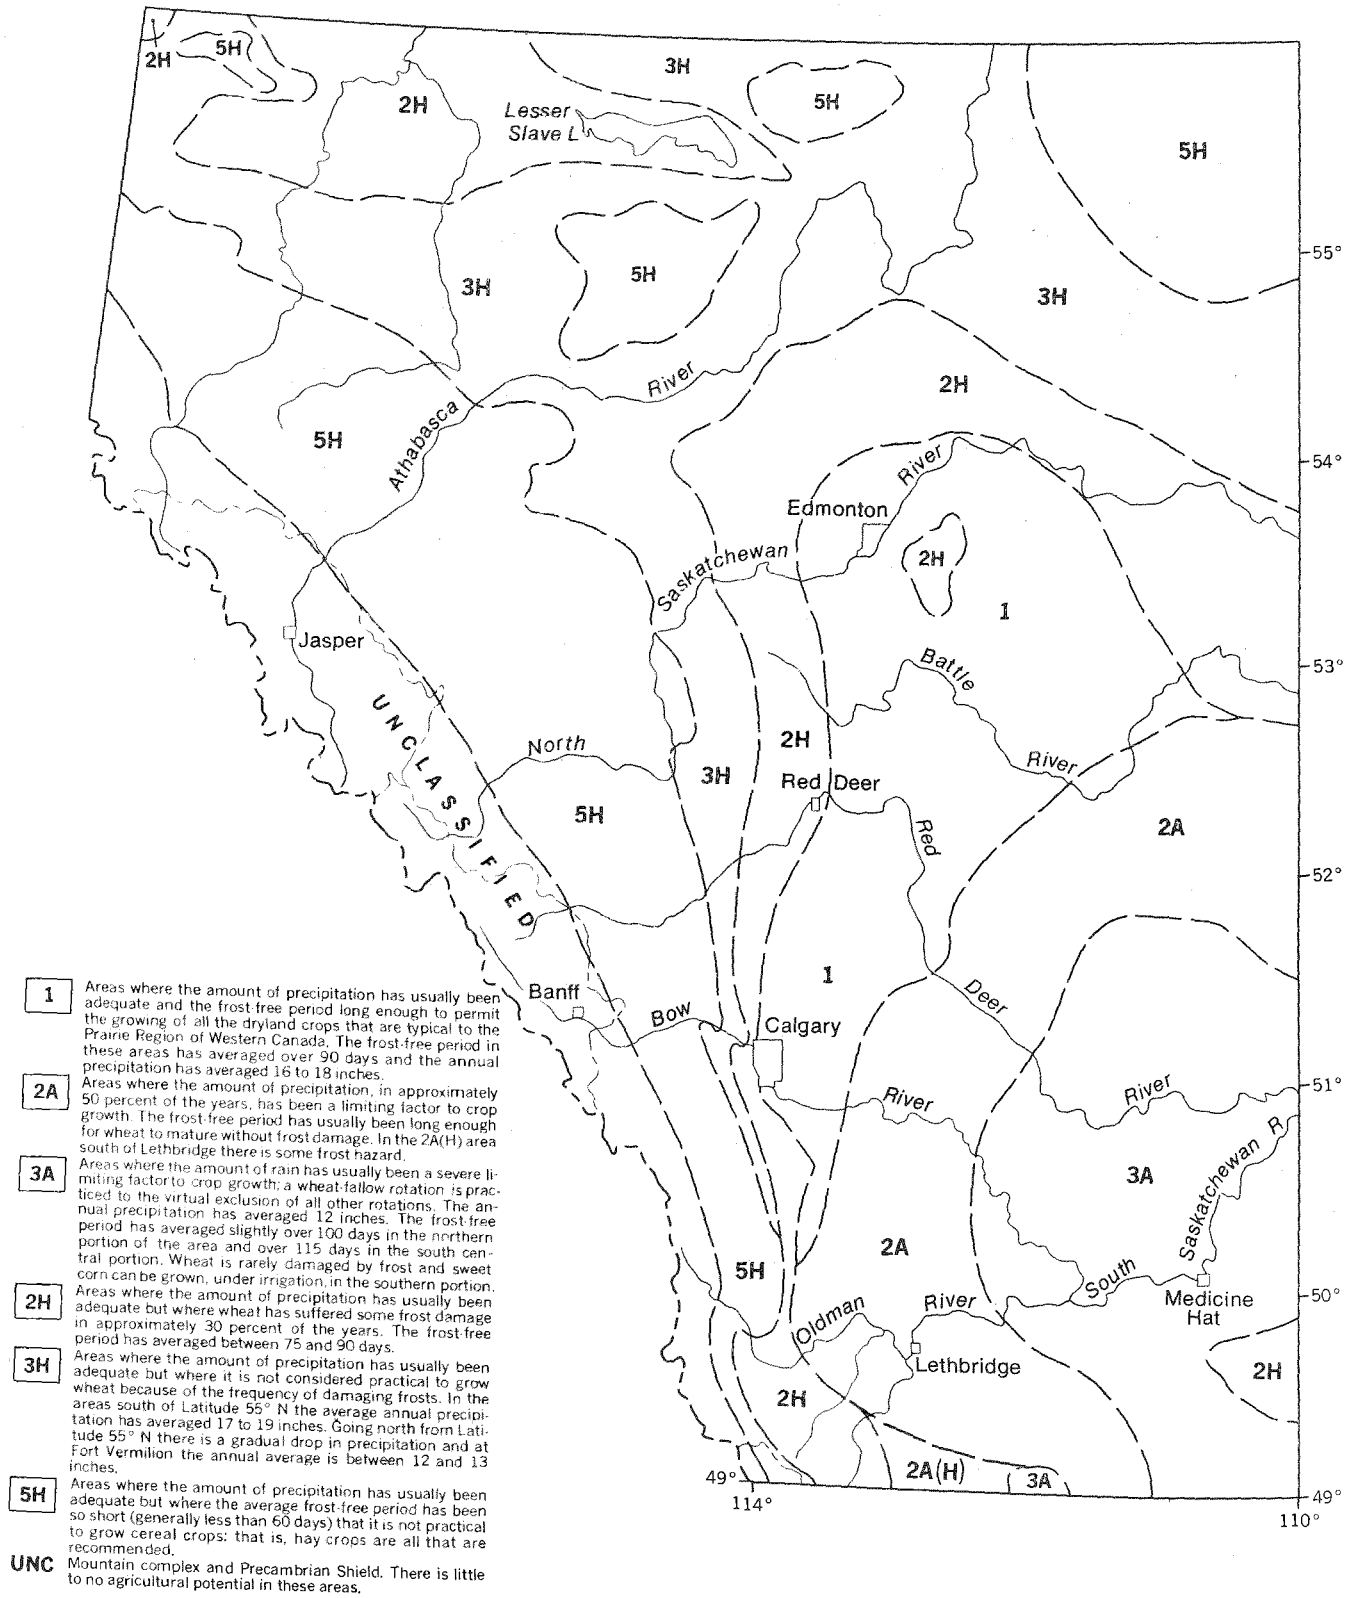 2H
5H
3H
5H
2H
Lesser
Slave L
5H
55°
5H
3H
3H
River
2H
Athabasca
5H
54°
River
Edmonton
2H
Saskatchewan
1
Jasper
Battle
53°
UNCLASSIFIED
North
2H
River
3H
Red Deer
5H
Red
2A
52°
1
Banff
Deer
Bow
Calgary
51°
River
River
Saskatchewan R.
3A
2A
5H
South
50°
Medicine
Hat
Oldman
River
Lethbridge
2H
2H
2A(H)
3A
49°
49°
114°
110°
1
Areas where the amount of precipitation has usually been
adequate and the frost-free period long enough to permit
the growing of all the dryland crops that are typical to the
Prairie Region of Western Canada. The frost-free period in
these areas has averaged over 90 days and the annual
precipitation has averaged 16 to 18 inches.
2A
Areas where the amount of precipitation, in approximately
50 percent of the years, has been a limiting factor to crop
growth. The frost-free period has usually been long enough
for wheat to mature without frost damage. In the 2A(H) area
south of Lethbridge there is some frost hazard.
3A
Areas where the amount of rain has usually been a severe li-
miting factor to crop growth; a wheat-fallow rotation is prac-
ticed to the virtual exclusion of all other rotations. The an-
nual precipitation has averaged 12 inches. The frost-free
period has averaged slightly over 100 days in the northern
portion of the area and over 115 days in the south cen-
tral portion. Wheat is rarely damaged by frost and sweet
corn can be grown, under irrigation, in the southern portion.
2H
Areas where the amount of precipitation has usually been
adequate but where wheat has suffered some frost damage
in approximately 30 percent of the years. The frost-free
period has averaged between 75 and 90 days.
3H
Areas where the amount of precipitation has usually been
adequate but where it is not considered practical to grow
wheat because of the frequency of damaging frosts. In the
areas south of Latitude 55° N the average annual precipi-
tation has averaged 17 to 19 inches. Going north from Lati-
tude 55° N there is a gradual drop in precipitation and at
Fort Vermilion the annual average is between 12 and 13
inches.
5H
Areas where the amount of precipitation has usually been
adequate but where the average frost-free period has been
so short (generally less than 60 days) that it is not practical
to grow cereal crops: that is, hay crops are all that are
recommended.
UNC
Mountain complex and Precambrian Shield. There is little
to no agricultural potential in these areas.